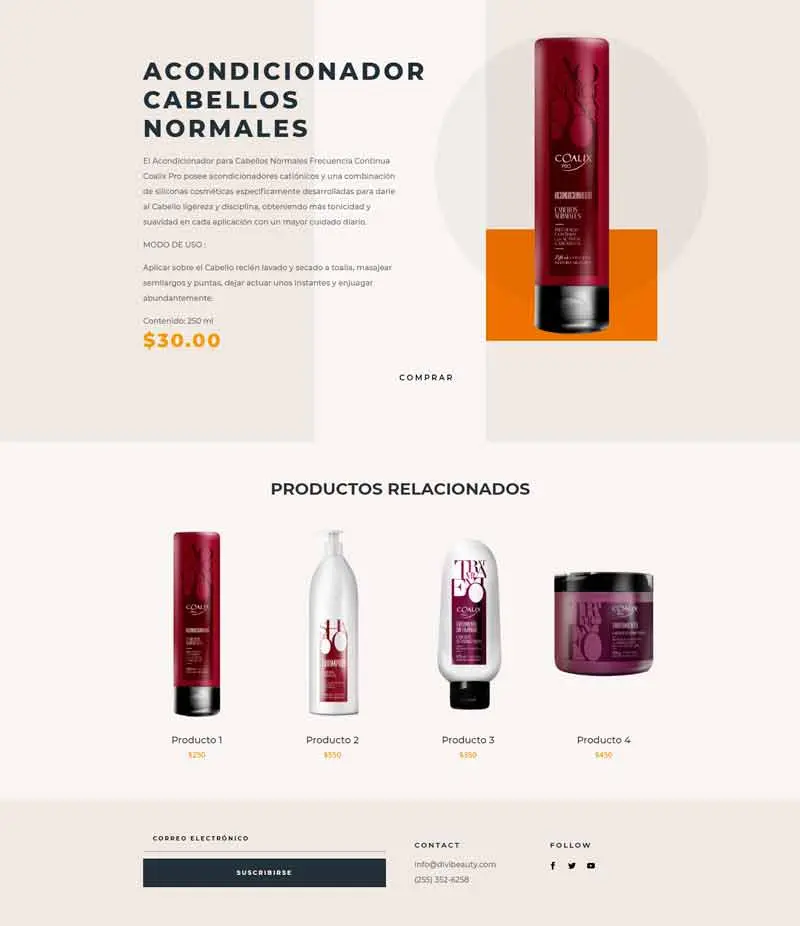 ACONDICIONADOR
CABELLOS
NORMALES
El Acondicionador para Cabellos Normales Frecuencia Continua
Coalix Pro posee acondicionadores catiónicos y una combinación
de siliconas cosméticas específicamente desarrolladas para darle
al Cabello ligereza y disciplina, obteniendo más tonicidad y
suavidad en cada aplicación con un mayor cuidado diario.
MODO DE USO :
Aplicar sobre el Cabello recién lavado y secado a toalla, masajear
semilargos y puntas, dejar actuar unos instantes y enjuagar
abundantemente.
Contenido: 250 ml
$30.00
COMPRAR
COALIX
PRO
ACONDICIONADOR
CABELLOS
NORMALES
PRODUCTOS RELACIONADOS
COALIX
COALIX
COALIX
Producto 1
Producto 2
Producto 3
Producto 4
$250
$550
$350
$450
CORREO ELECTRÓNICO
SUSCRIBIRSE
CONTACT
info@divibeauty.com
(255) 352-6258
FOLLOW